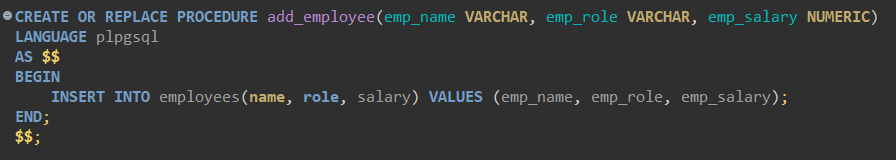 CREATE OR REPLACE PROCEDURE add_employee(emp_name VARCHAR, emp_role VARCHAR, emp_salary NUMERIC)
LANGUAGE plpgsql
AS $$
BEGIN
    INSERT INTO employees(name, role, salary) VALUES (emp_name, emp_role, emp_salary);
END;
$$;